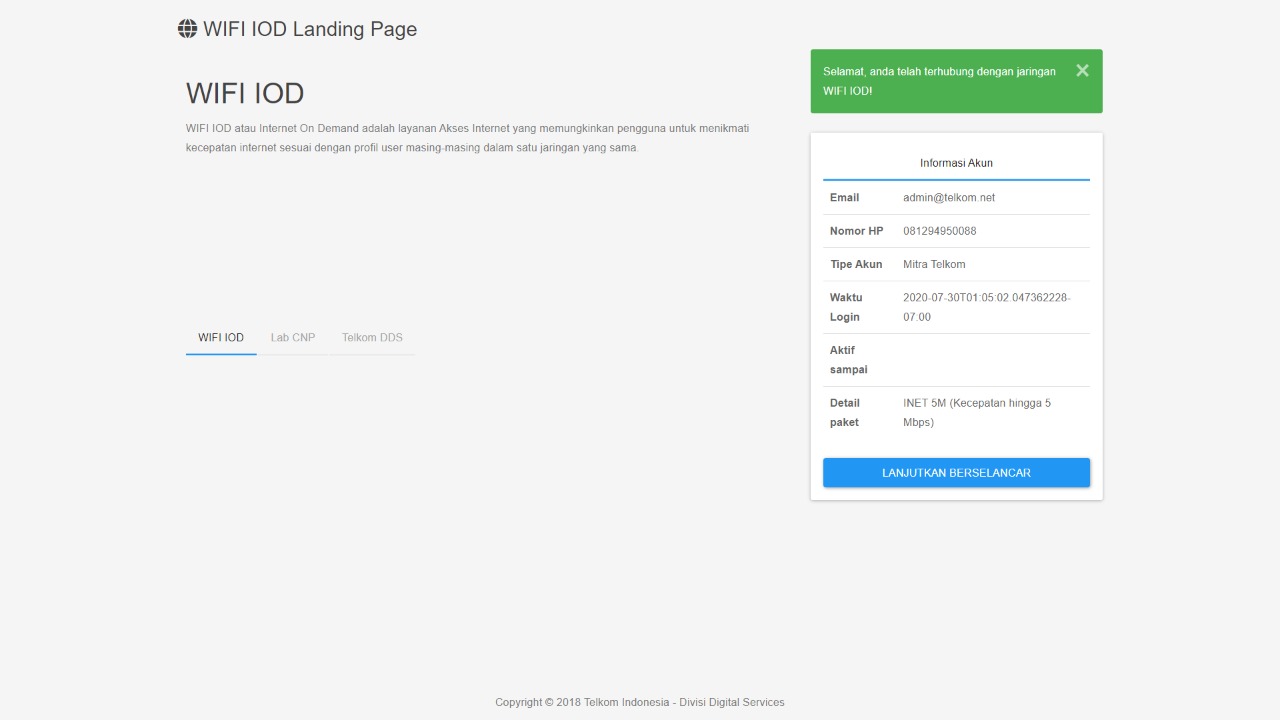 WIFI IOD Landing Page
WIFI IOD
WIFI IOD atau Internet On Demand adalah layanan Akses Internet yang memungkinkan pengguna untuk menikmati
kecepatan internet sesuai dengan profil user masing-masing dalam satu jaringan yang sama.
WIFI IOD Lab CNP Telkom DDS
Selamat, anda telah terhubung dengan jaringan
WIFI IOD!
Informasi Akun
Email admin@telkom.net
Nomor HP 081294950088
Tipe Akun Mitra Telkom
Waktu 2020-07-30T01:05:02.047362228-
Login 07:00
Aktif
sampai
Detail INET 5M (Kecepatan hingga 5
paket Mbps)
LANJUTKAN BERSELANCAR
Copyright © 2018 Telkom Indonesia - Divisi Digital Services